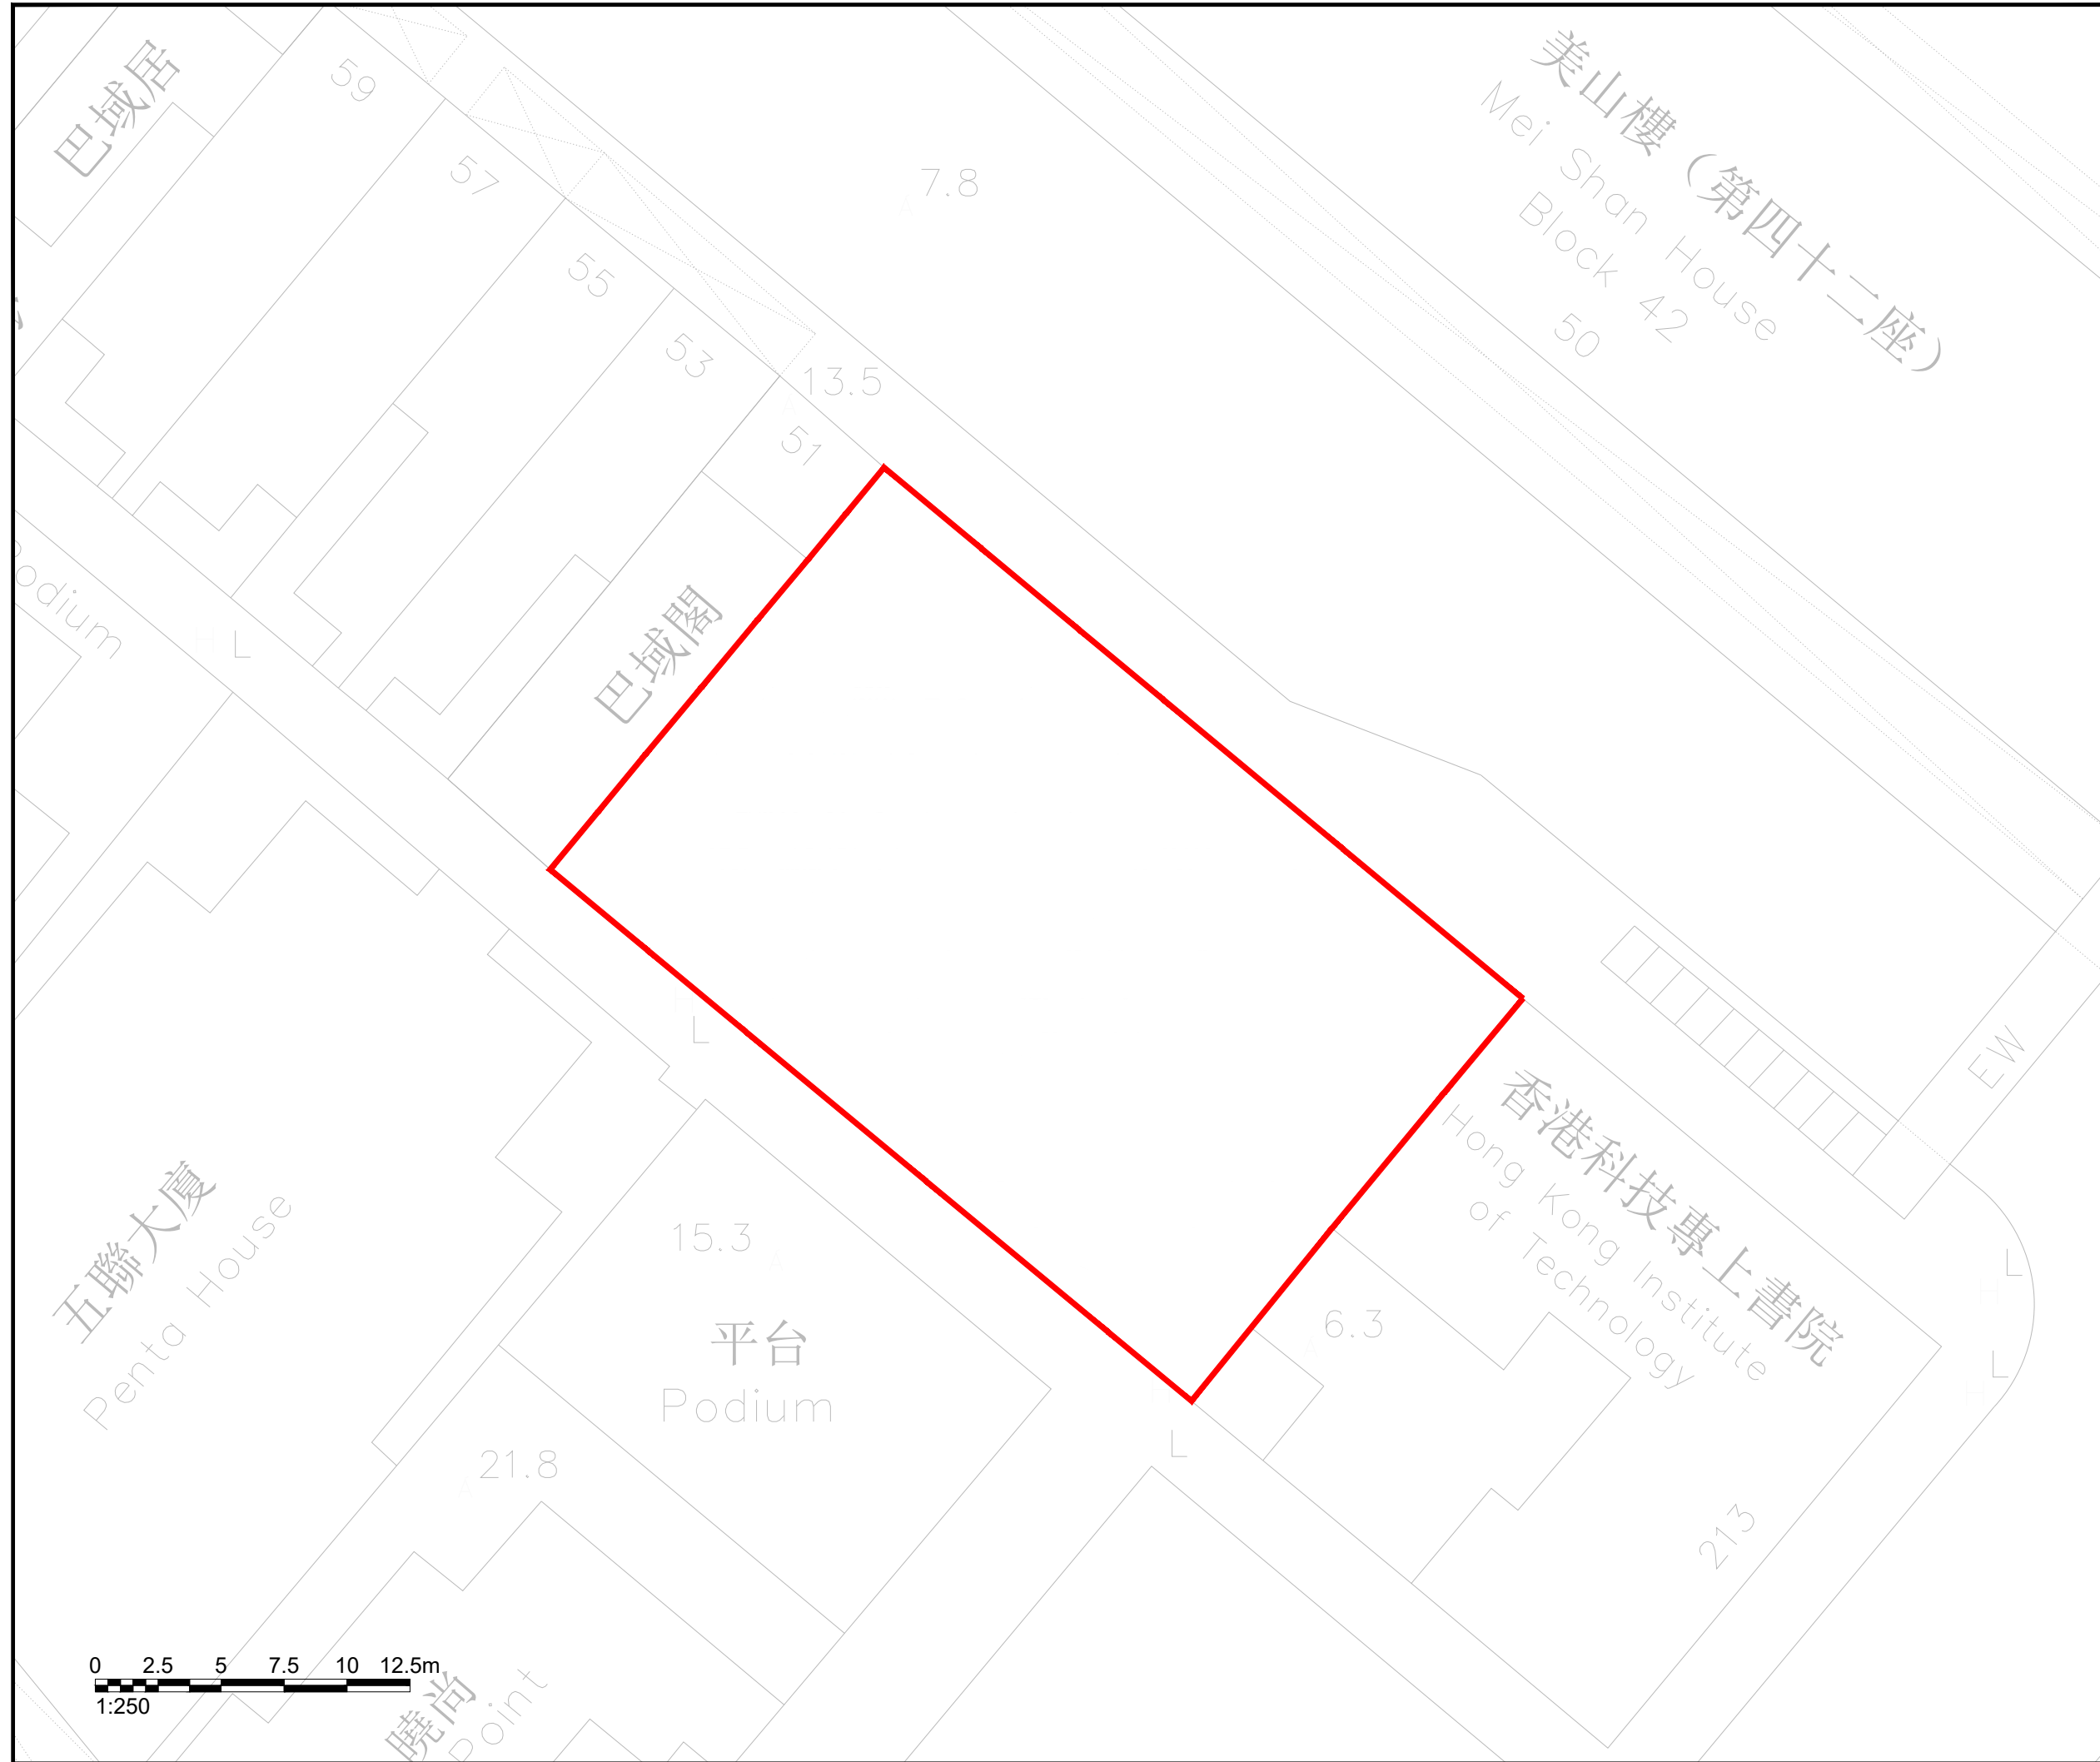 巴域居
59
57
55
53
51
7.8
13.5
美山樓（第四十二座）
Mei Shan House
Block 42
50
巴域閣
Podium
H L
L
EW
香港科技專上書院
Hong Kong Institute
of Technology
L
L
五聯大廈
Penta House
15.3
平台
Podium
6.3
21.8
L
213
曉尚
Point
0 2.5 5 7.5 10 12.5m
1:250